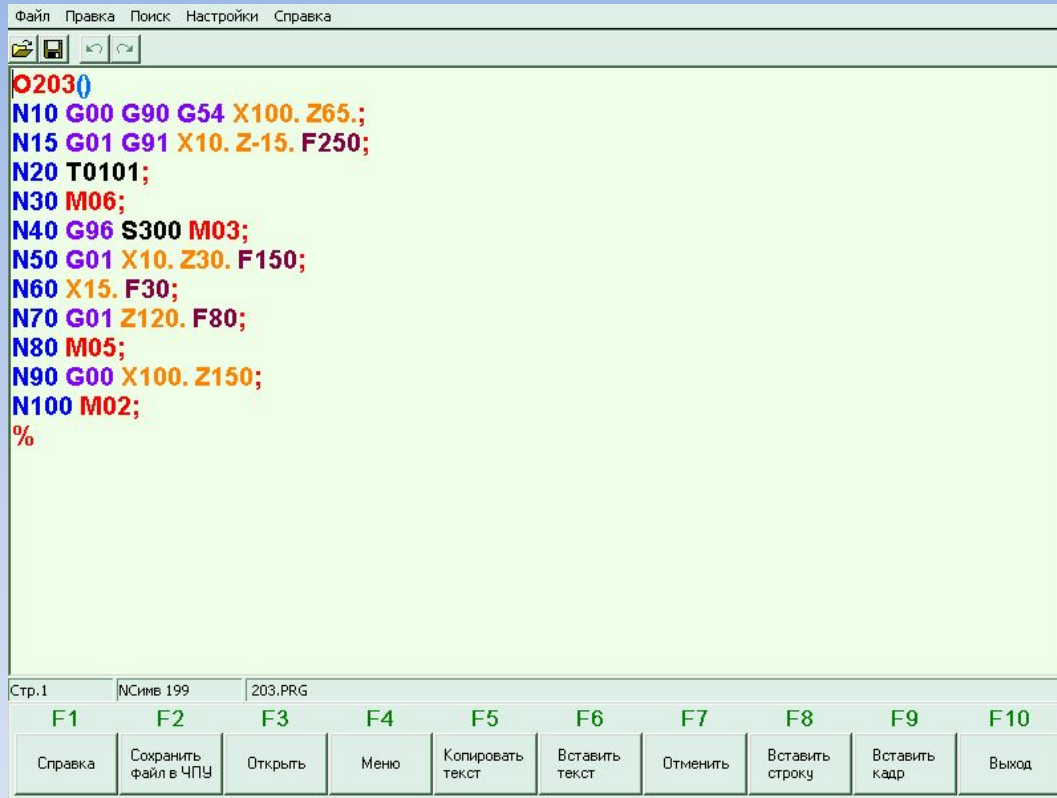 Файл Правка Поиск Настройки Справка
O203()
N10 G00 G90 G54 X100. Z65.;
N15 G01 G91 X10. Z-15. F250;
N20 T0101;
N30 M06;
N40 G96 S300 M03;
N50 G01 X10. Z30. F150;
N60 X15. F30;
N70 G01 Z120. F80;
N80 M05;
N90 G00 X100. Z150;
N100 M02;
%
Стр.1 NСимв 199 203.PRG
F1 F2 F3 F4 F5 F6 F7 F8 F9 F10
Справка Сохранить файл в ЧПУ Открыть Меню Копировать текст Вставить текст Отменить Вставить строку Вставить кадр Выход